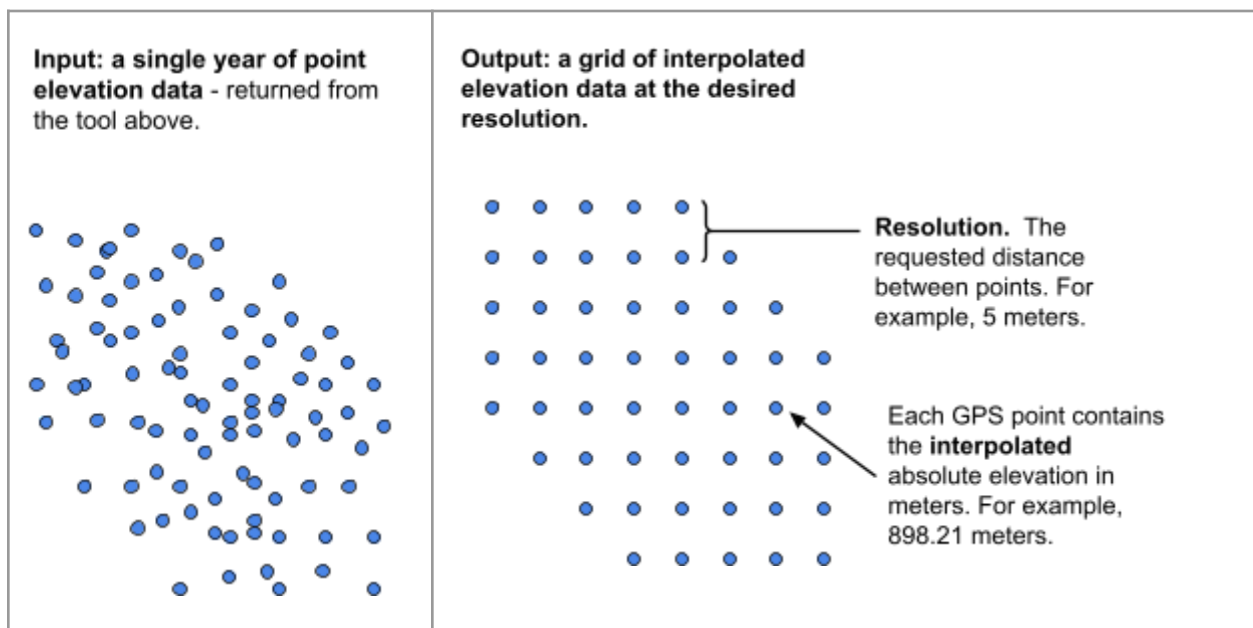 Input: a single year of point
elevation data - returned from
the tool above.
Output: a grid of interpolated
elevation data at the desired
resolution.
Resolution. The
requested distance
between points. For
example, 5 meters.
Each GPS point contains
the interpolated
absolute elevation in
meters. For example,
898.21 meters.